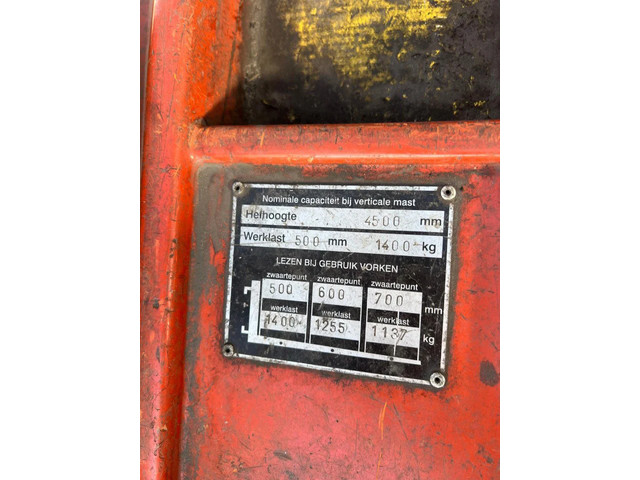 Nominale capaciteit bij verticale mast
Hefhoogte 4500 mm
Werklast 500 mm 1400 kg
LEZEN BIJ GEBRUIK VORKEN
zwaartepunt zwaartepunt zwaartepunt
500 600 700 mm
werklast werklast werklast
1400 1255 1137 kg